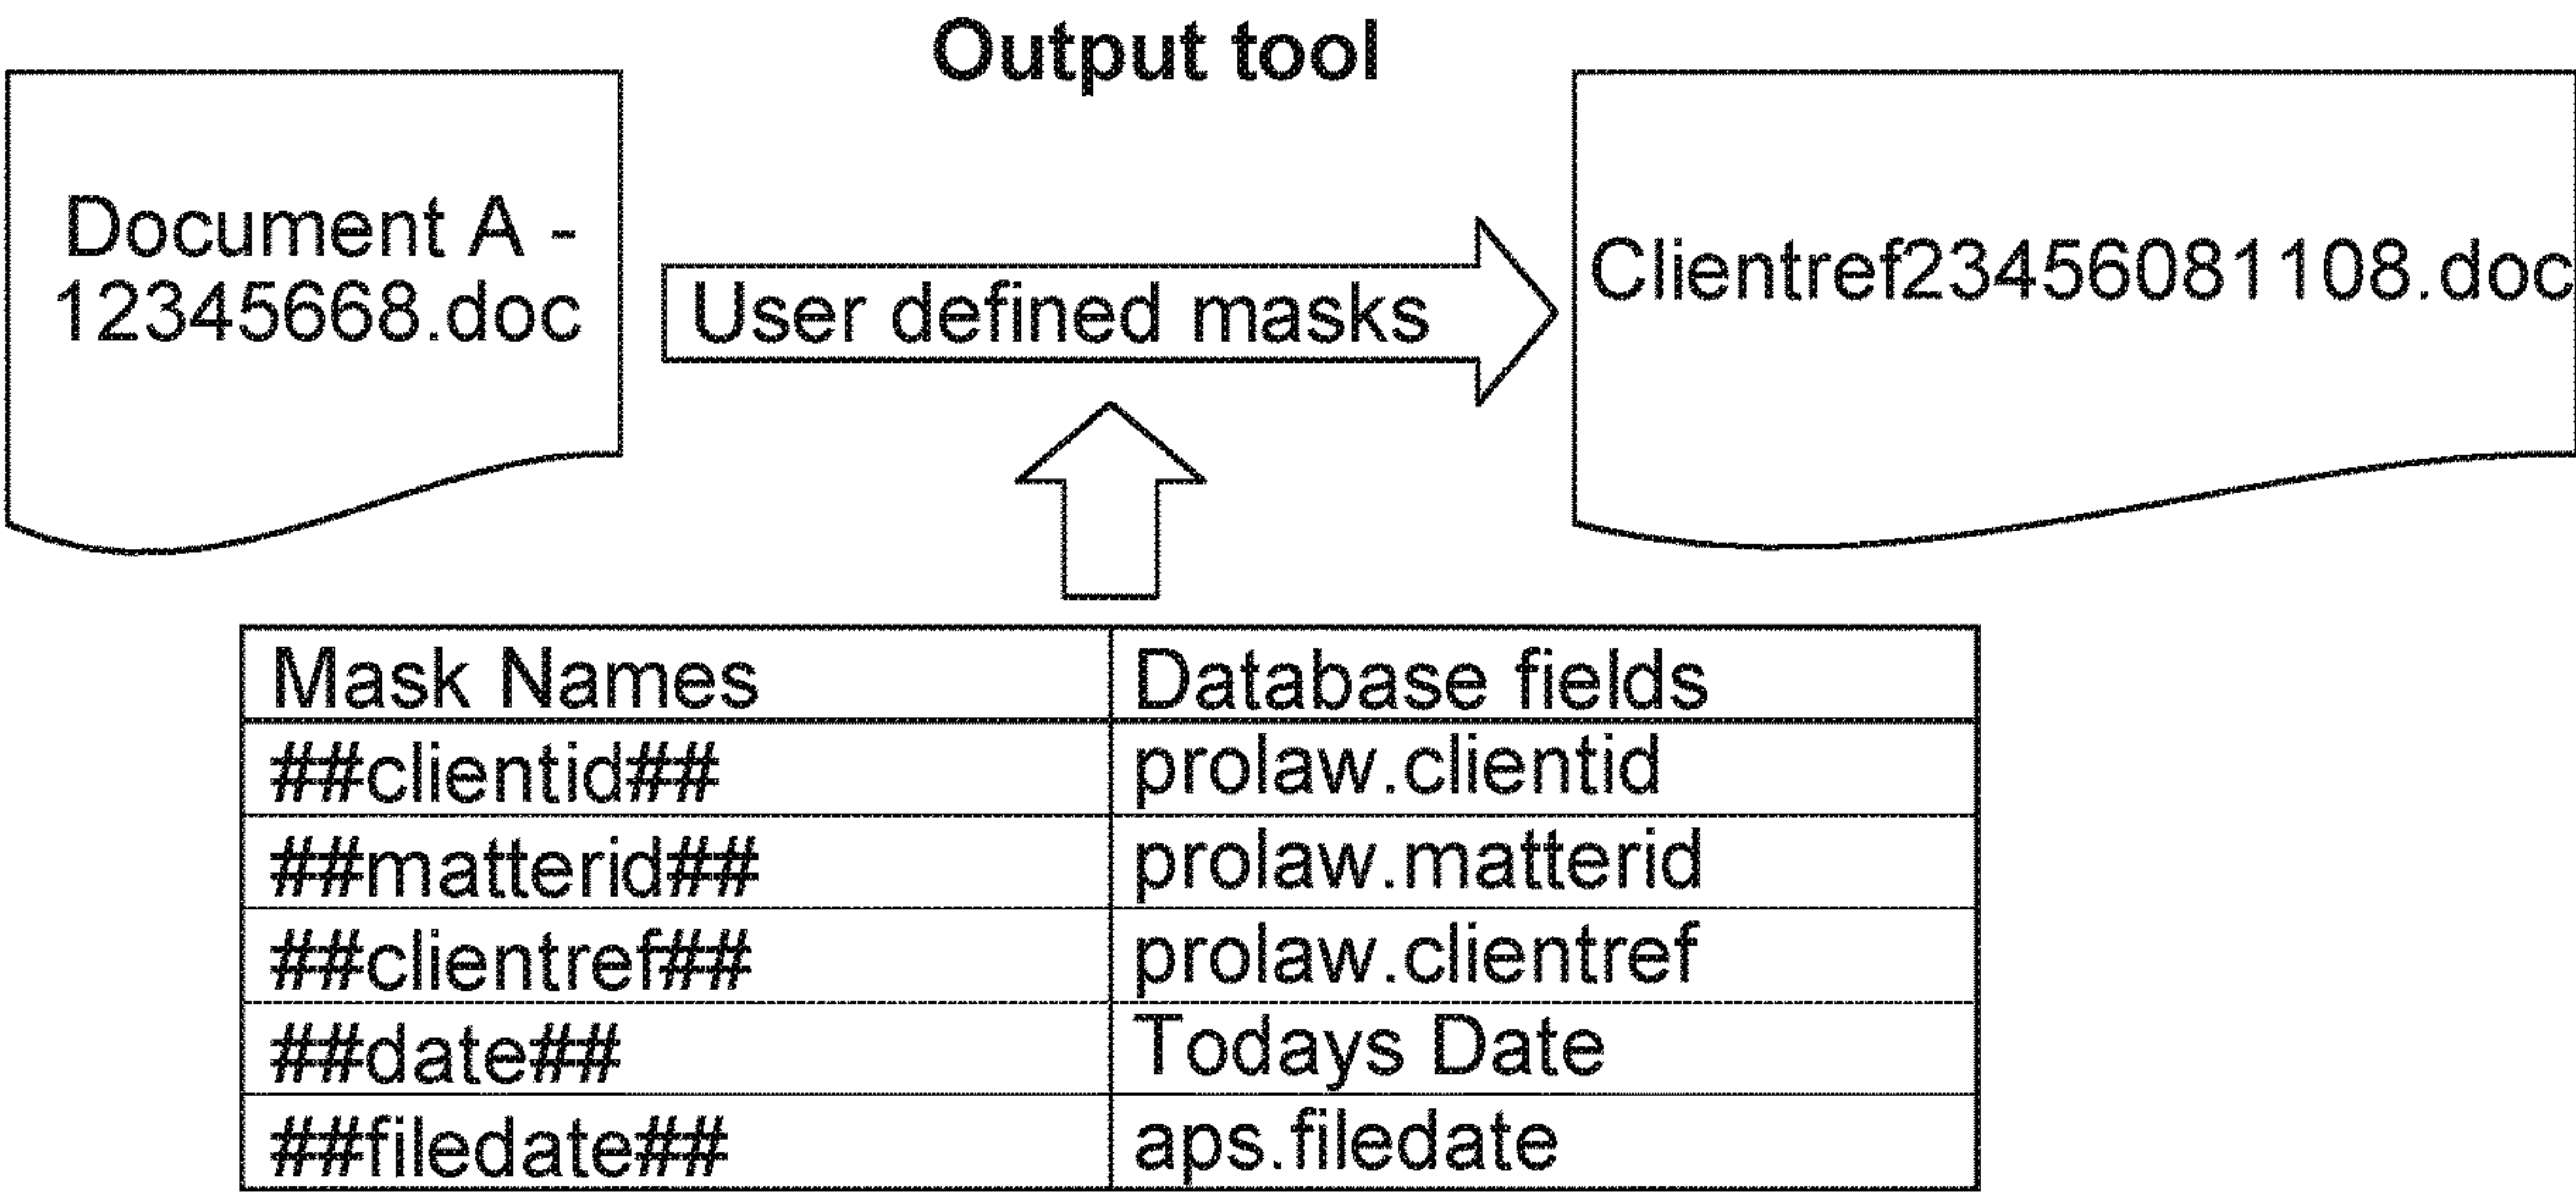 Output tool
Document A -
12345668.doc
User defined masks
Clientref23456081108.doc
Mask Names Database fields
##clientid## prolaw.clientid
##matterid## prolaw.matterid
##clientref## prolaw.clientref
##date## Todays Date
##filedate## aps.filedate